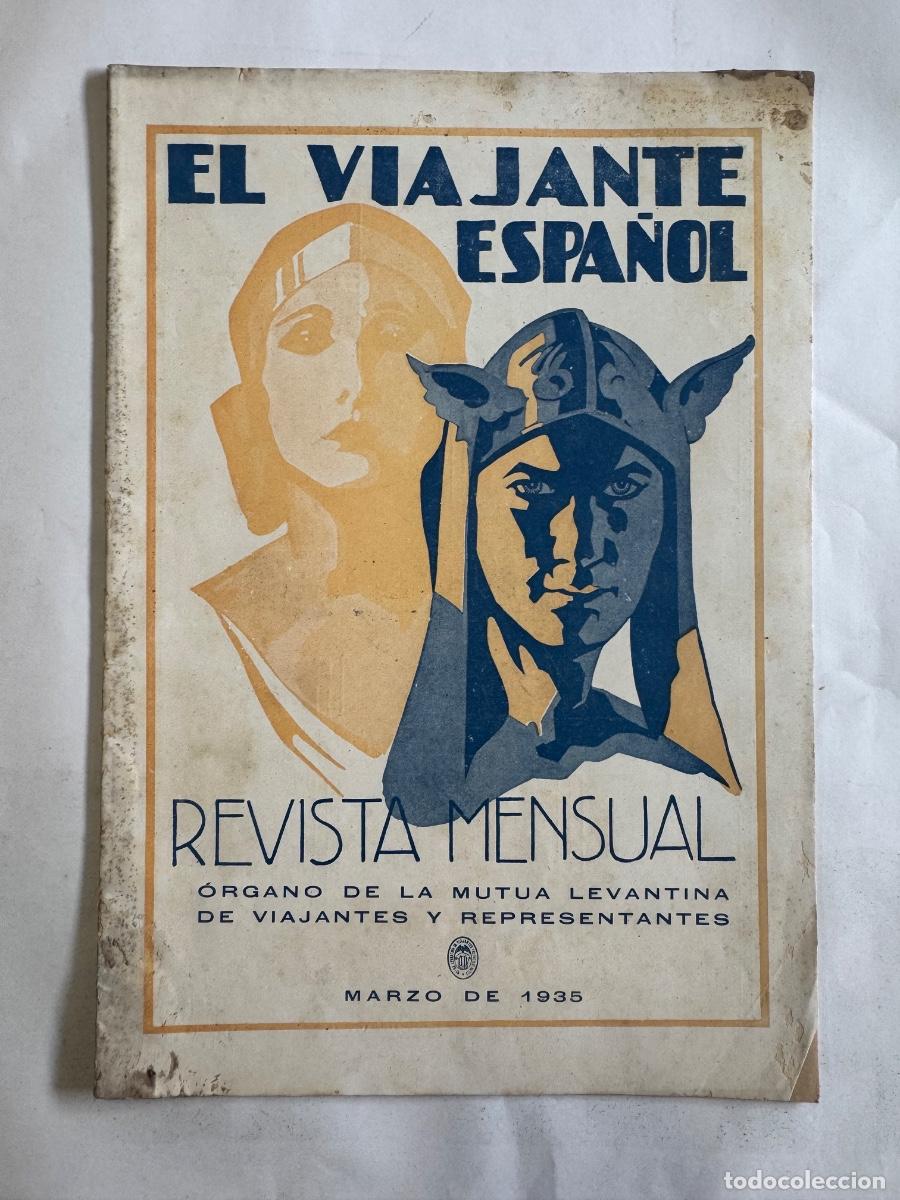 EL VIAJANTE
ESPAÑOL
REVISTA MENSUAL
ÓRGANO DE LA MUTUA LEVANTINA
DE VIAJANTES Y REPRESENTANTES
MARZO DE 1935
todocoleccion